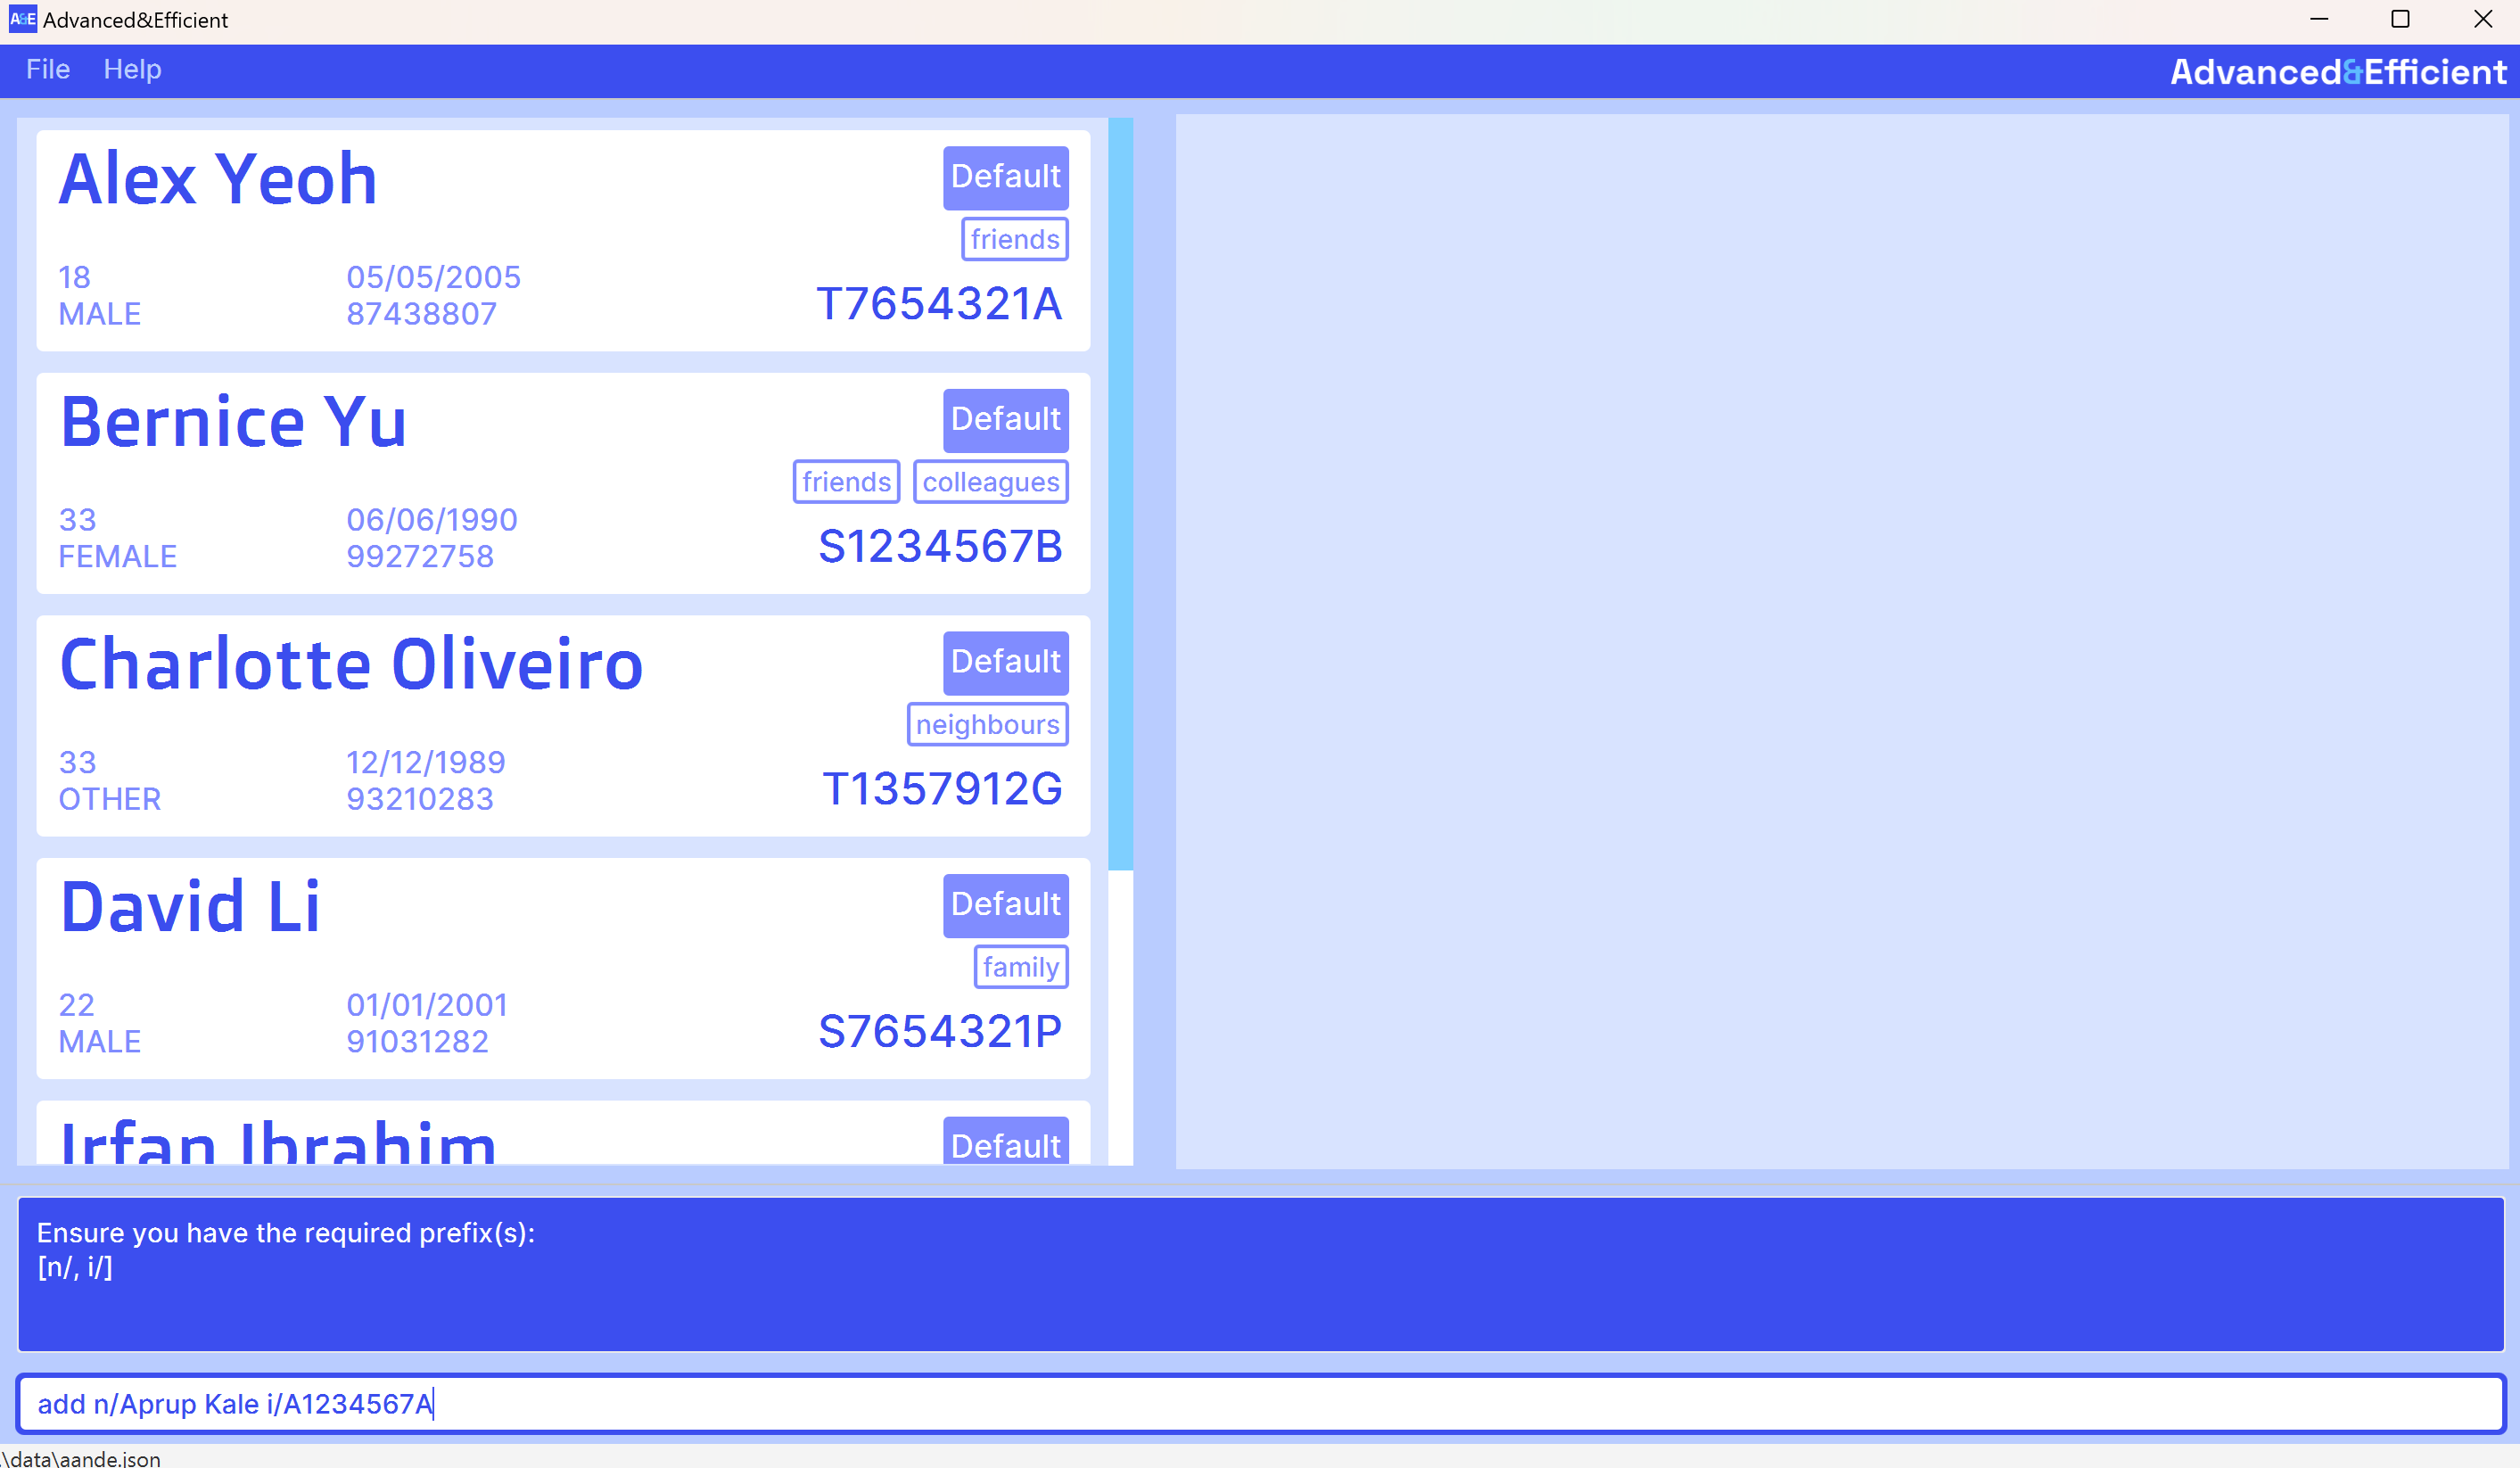 A&E Advanced&Efficient
File Help Advanced&Efficient
Alex Yeoh Default
friends
18 05/05/2005
MALE 87438807 T7654321A
Bernice Yu Default
friends colleagues
33 06/06/1990
FEMALE 99272758 S1234567B
Charlotte Oliveiro Default
neighbours
33 12/12/1989
OTHER 93210283 T1357912G
David Li Default
family
22 01/01/2001
MALE 91031282 S7654321P
Irfan Ibrahim Default
Ensure you have the required prefix(s):
[n/, i/]
add n/Aprup Kale i/A1234567A
.\data\aande.json